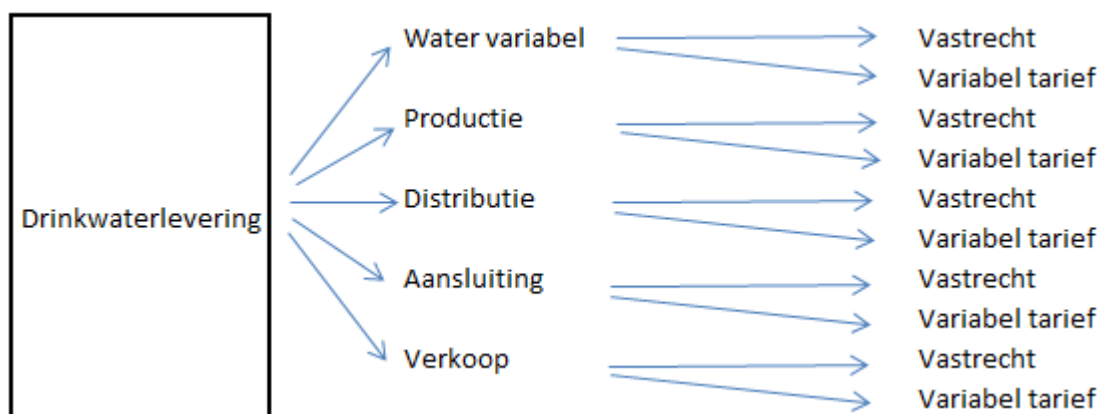 Water variabel
Vastrecht
Variabel tarief
Productie
Vastrecht
Variabel tarief
Drinkwaterlevering
Distributie
Vastrecht
Variabel tarief
Aansluiting
Vastrecht
Variabel tarief
Verkoop
Vastrecht
Variabel tarief